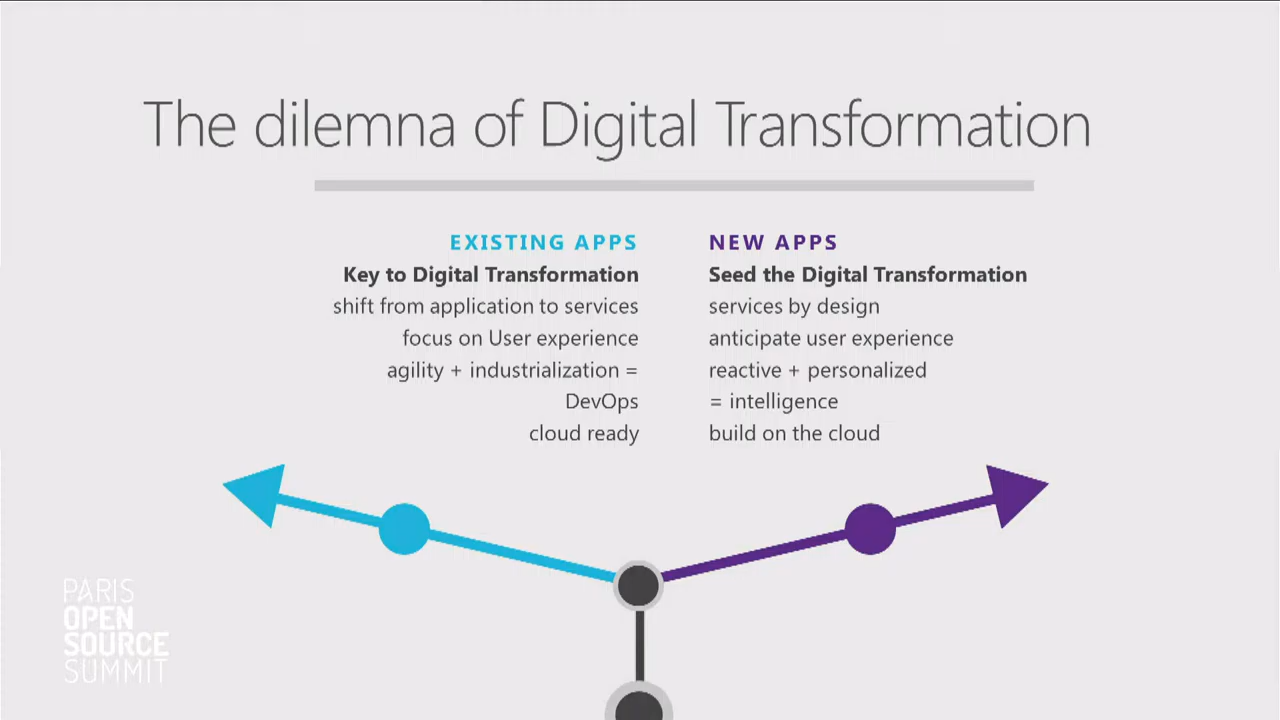 The dilemna of Digital Transformation
EXISTING APPS
Key to Digital Transformation
shift from application to services
focus on User experience
agility + industrialization =
DevOps
cloud ready
NEW APPS
Seed the Digital Transformation
services by design
anticipate user experience
reactive + personalized
= intelligence
build on the cloud
PARIS
OPEN
SOURCE
SUMMIT